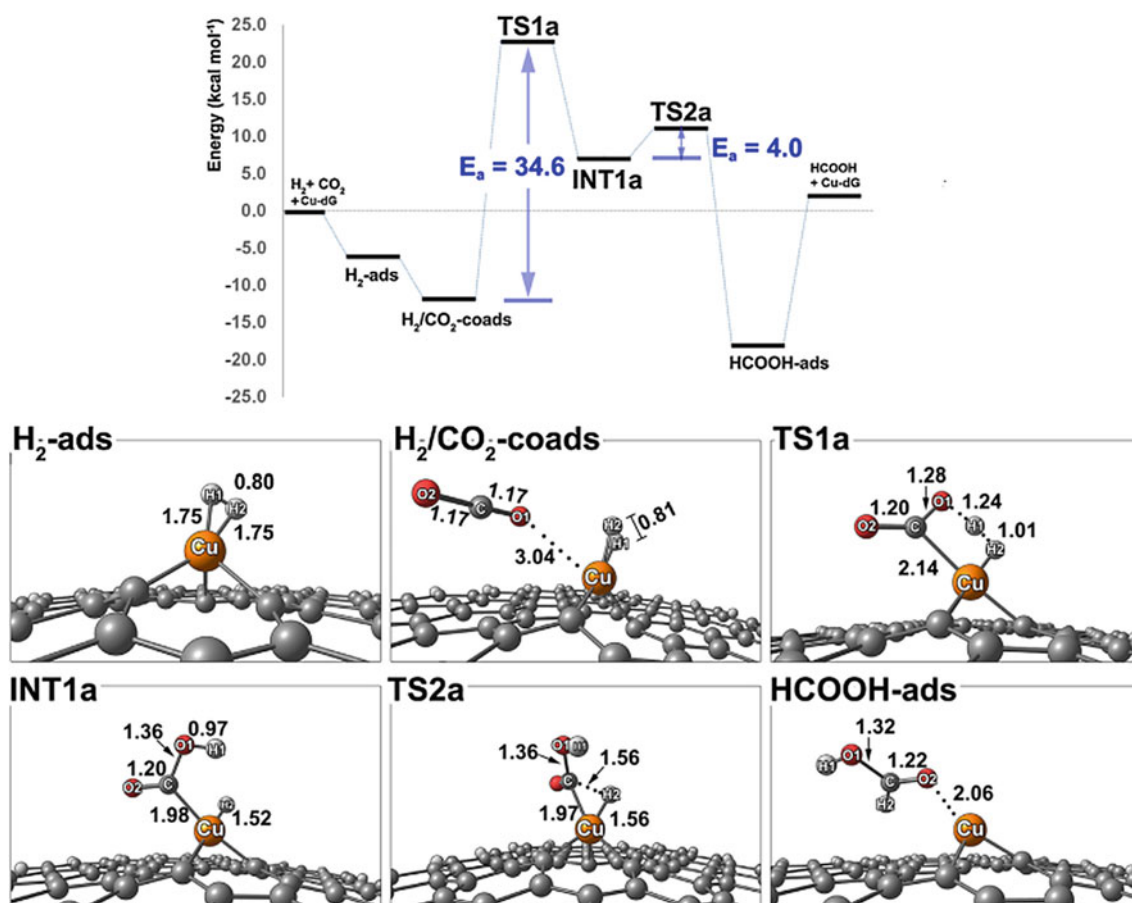 Energy (kcal mol⁻¹)
25.0
20.0
15.0
10.0
5.0
0.0
-5.0
-10.0
-15.0
-20.0
-25.0
H₂+ CO₂
+Cu-dG
H₂-ads
H₂/CO₂-coads
TS1a
Eₐ = 34.6
INT1a
TS2a
Eₐ = 4.0
HCOOH-ads
HCOOH
+ Cu-dG
H₂-ads
0.80
H1
H2
1.75
1.75
Cu
H₂/CO₂-coads
O2
1.17
C
1.17
O1
H2
H1
0.81
3.04
Cu
TS1a
1.28
O1
1.24
1.20
H1
O2
C
1.01
H2
2.14
Cu
INT1a
1.36
O1
0.97
H1
1.20
O2
C
H2
1.98
1.52
Cu
TS2a
O1
H1
1.36
1.56
C
H2
1.97
1.56
Cu
HCOOH-ads
1.32
O1
H1
1.22
C
O2
H2
2.06
Cu